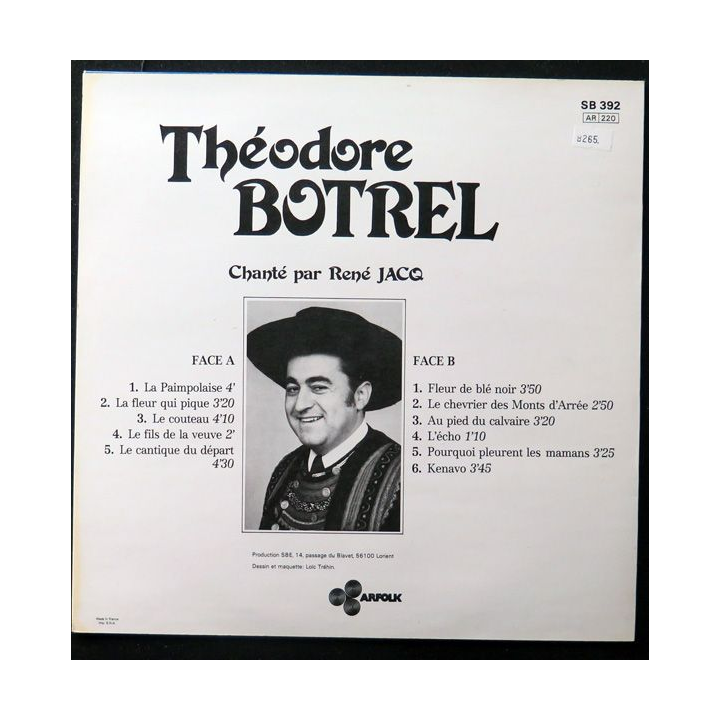 SB 392
AR 220
8265.
Théodore
BOTREL
Chanté par René JACQ
FACE A
1. La Paimpolaise 4'
2. La fleur qui pique 3'20
3. Le couteau 4'10
4. Le fils de la veuve 2'
5. Le cantique du départ
4'30
FACE B
1. Fleur de blé noir 3'50
2. Le chevrier des Monts d'Arrée 2'50
3. Au pied du calvaire 3'20
4. L'écho 1'10
5. Pourquoi pleurent les mamans 3'25
6. Kenavo 3'45
Production SBE, 14, passage du Blavet, 56100 Lorient
Dessin et maquette: Loïc Tréhin.
ARFOLK
Made in France